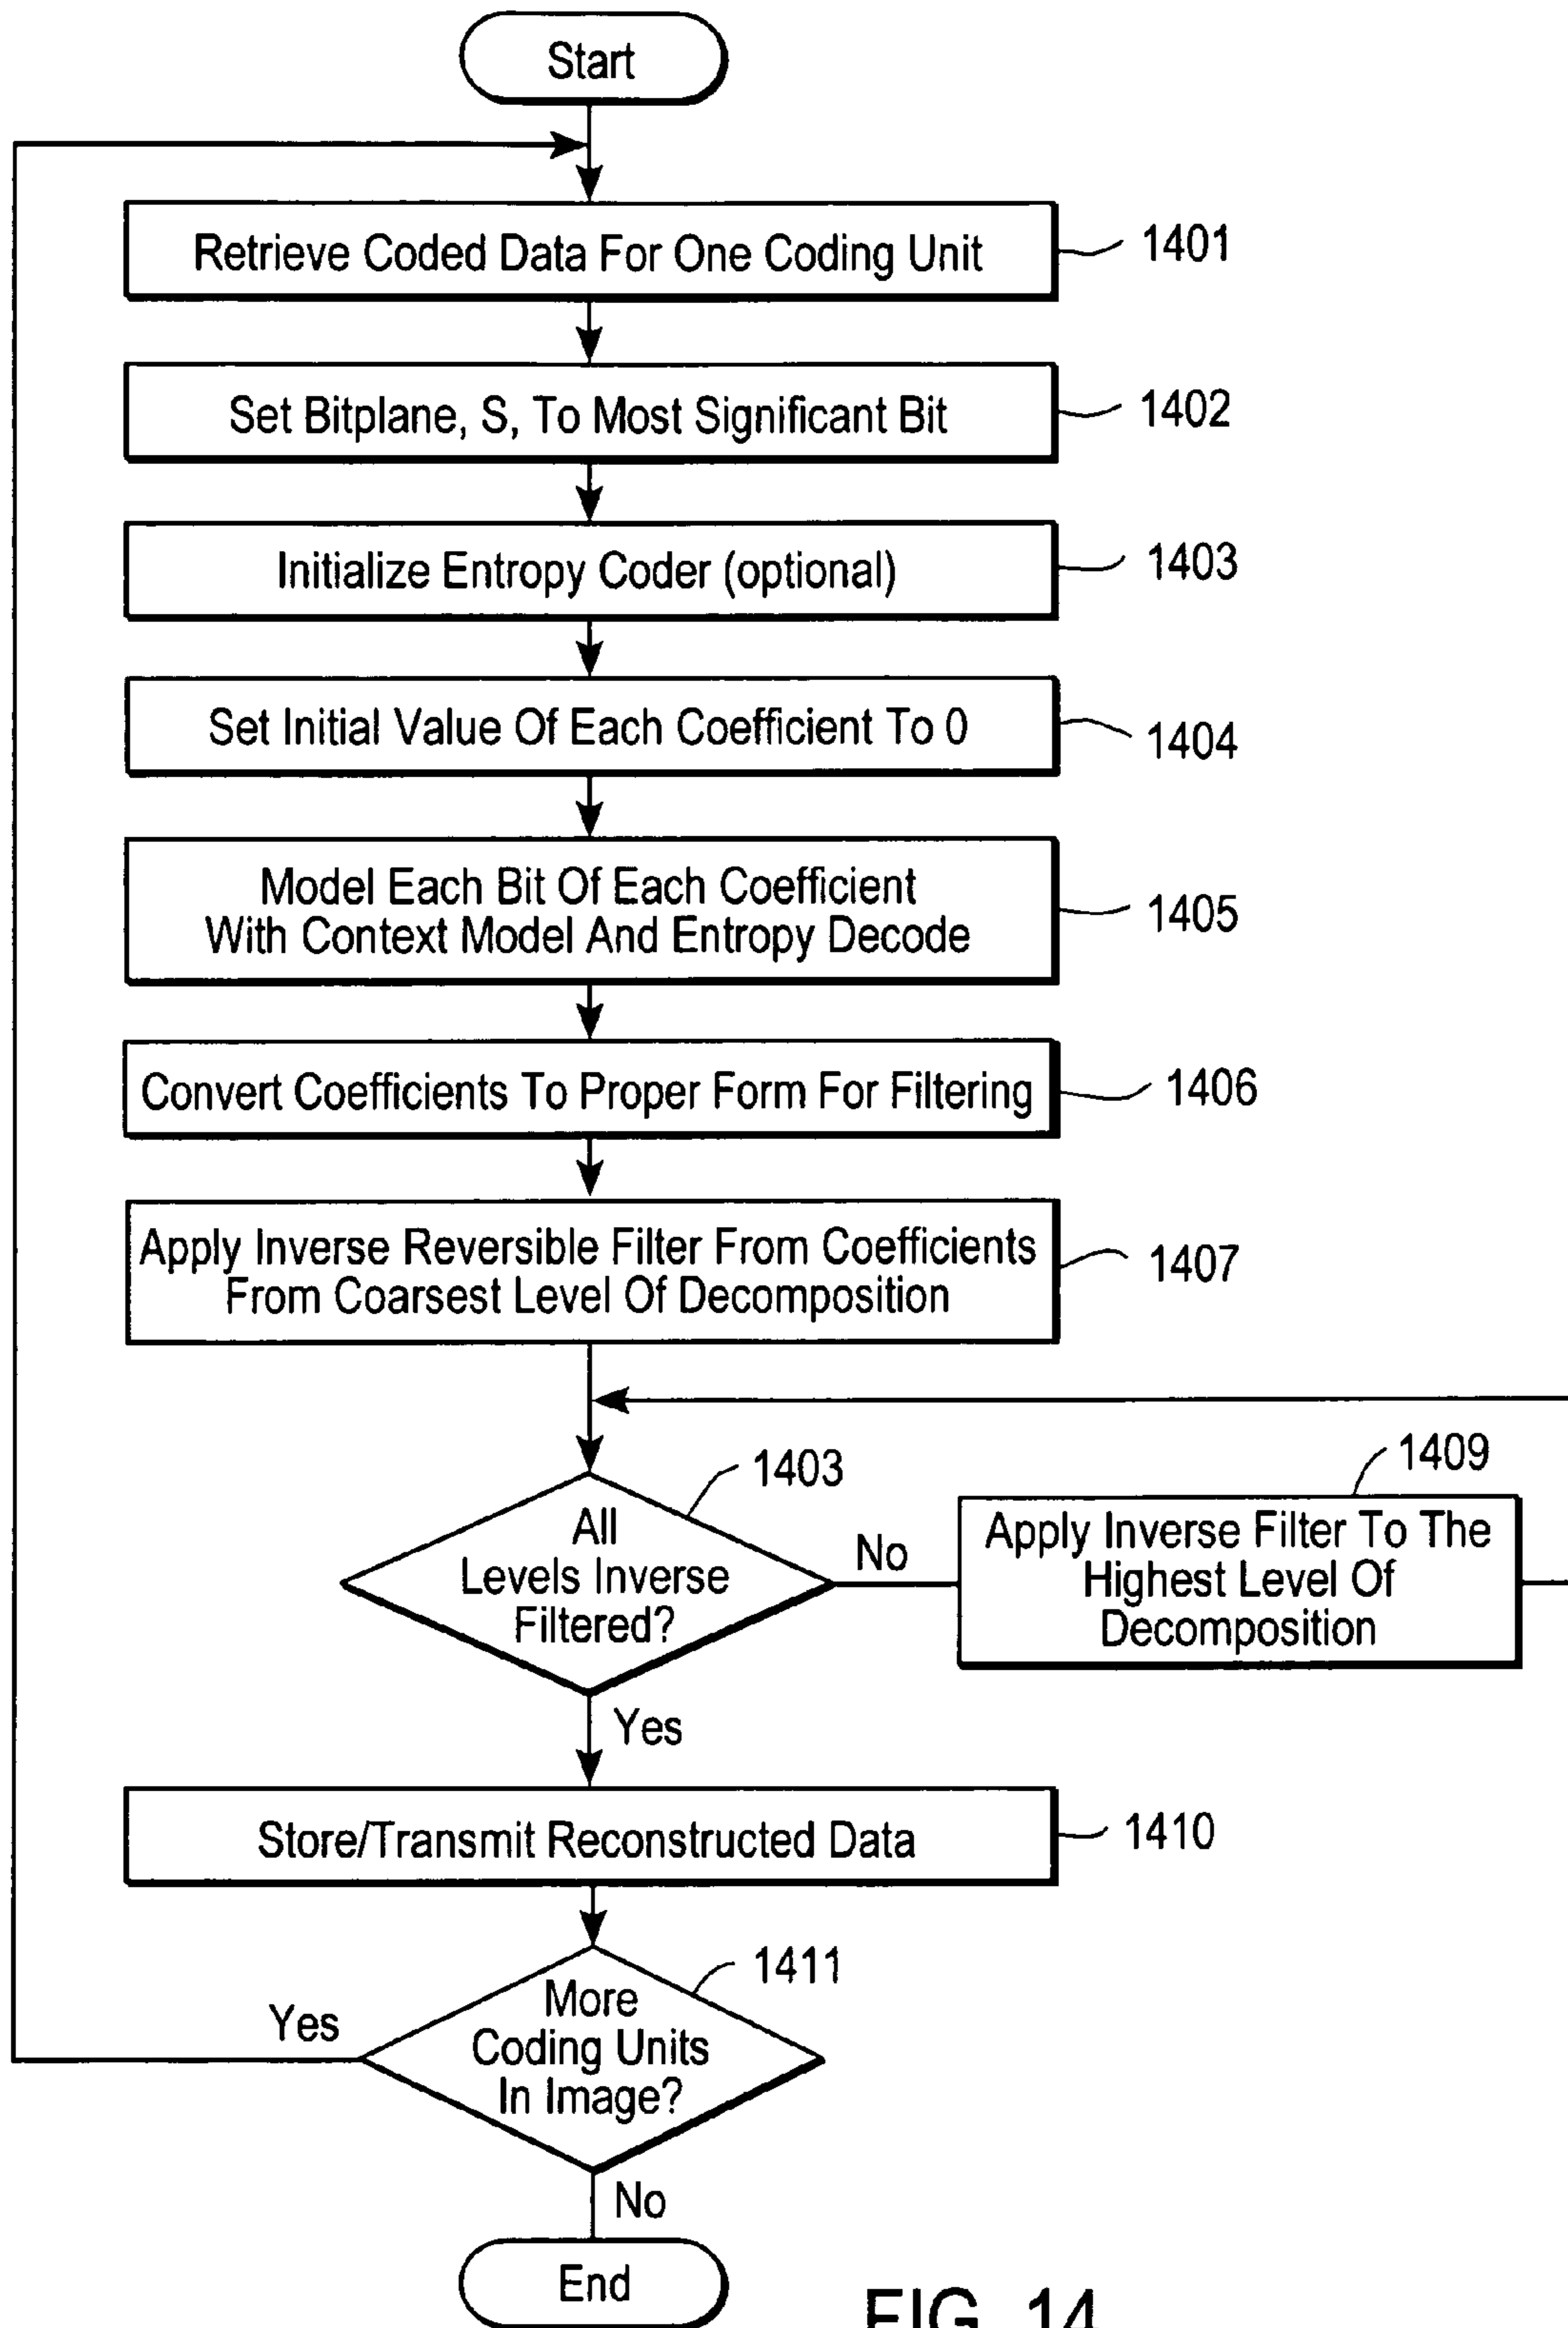 Start
Retrieve Coded Data For One Coding Unit
1401
Set Bitplane, S, To Most Significant Bit
1402
Initialize Entropy Coder (optional)
1403
Set Initial Value Of Each Coefficient To 0
1404
Model Each Bit Of Each Coefficient
With Context Model And Entropy Decode
1405
Convert Coefficients To Proper Form For Filtering
1406
Apply Inverse Reversible Filter From Coefficients
From Coarsest Level Of Decomposition
1407
1403
All
Levels Inverse
Filtered?
No
1409
Apply Inverse Filter To The
Highest Level Of
Decomposition
Yes
Store/Transmit Reconstructed Data
1410
1411
More
Coding Units
In Image?
Yes
No
End
FIG. 14